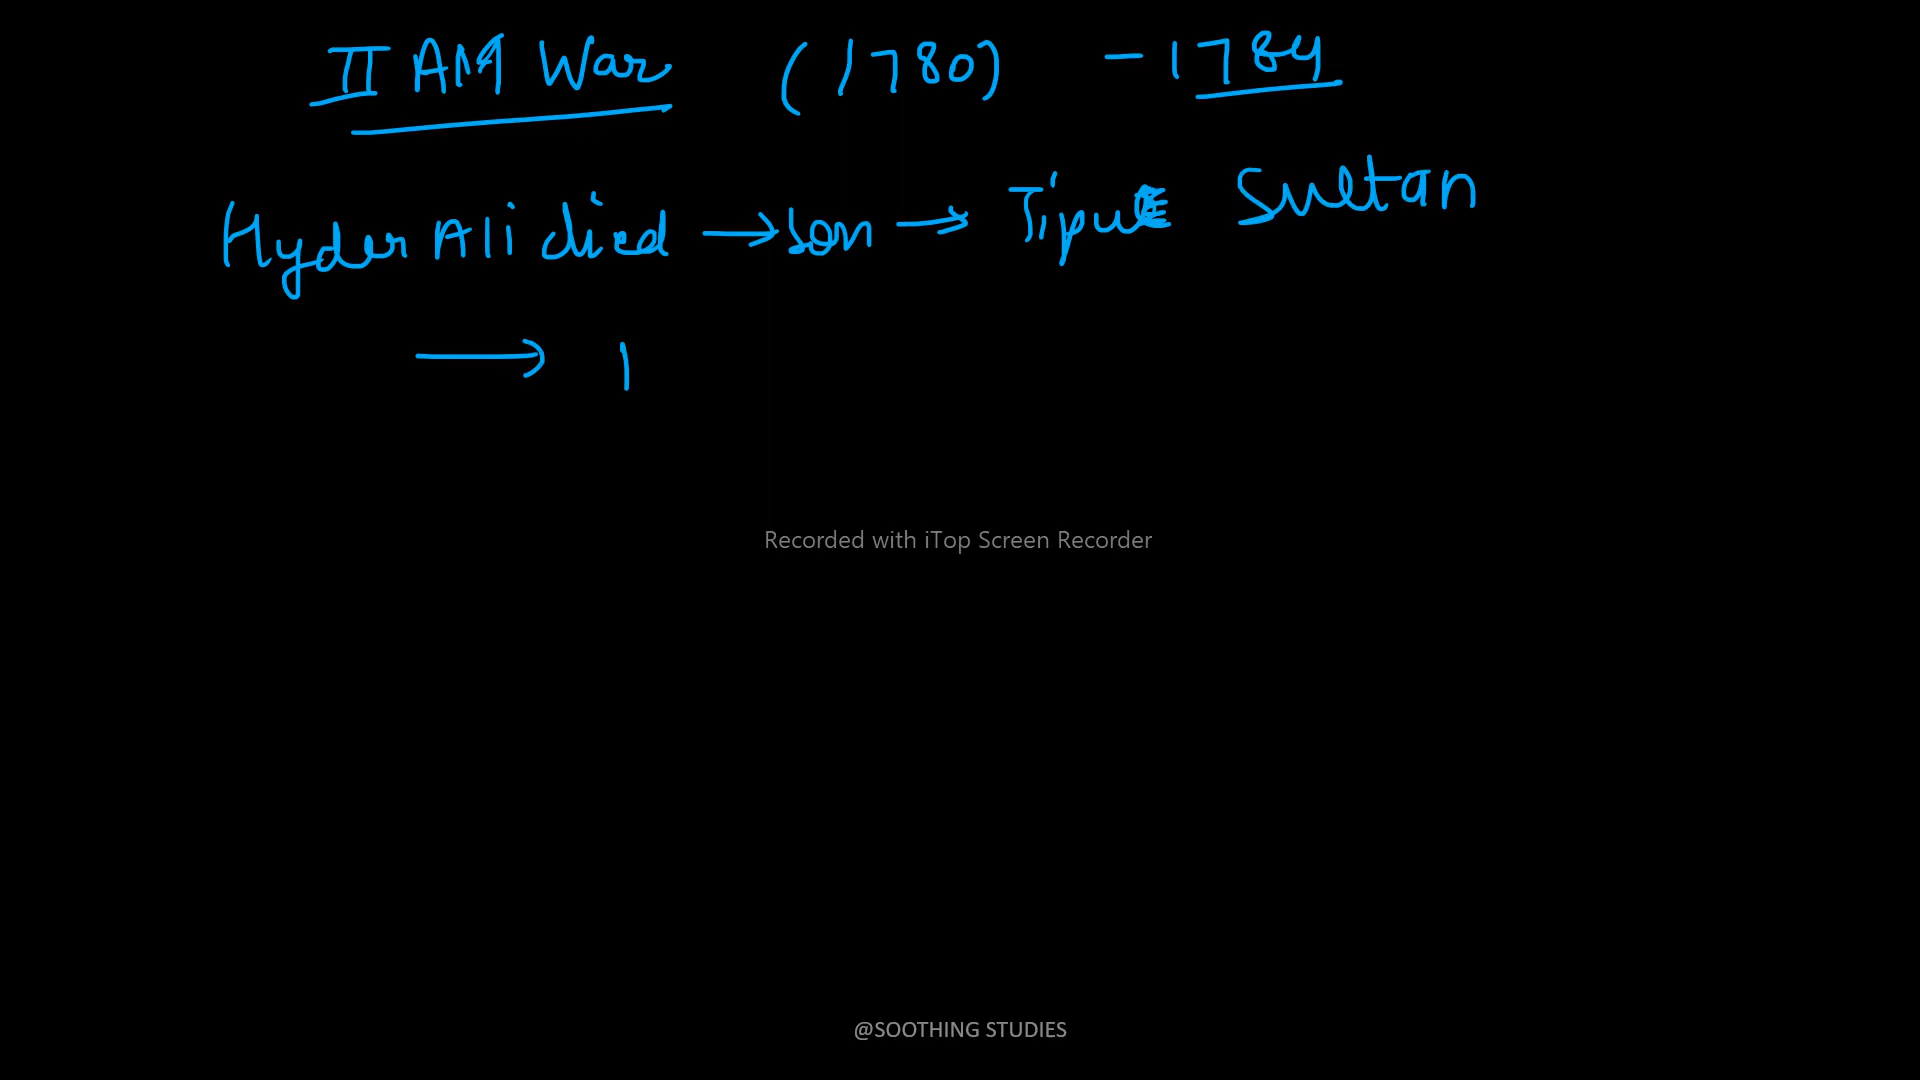 II AM War (1780) - 1784
Hyder Ali died → son → Tipu Sultan
→ 1
Recorded with iTop Screen Recorder
@SOOTHING STUDIES